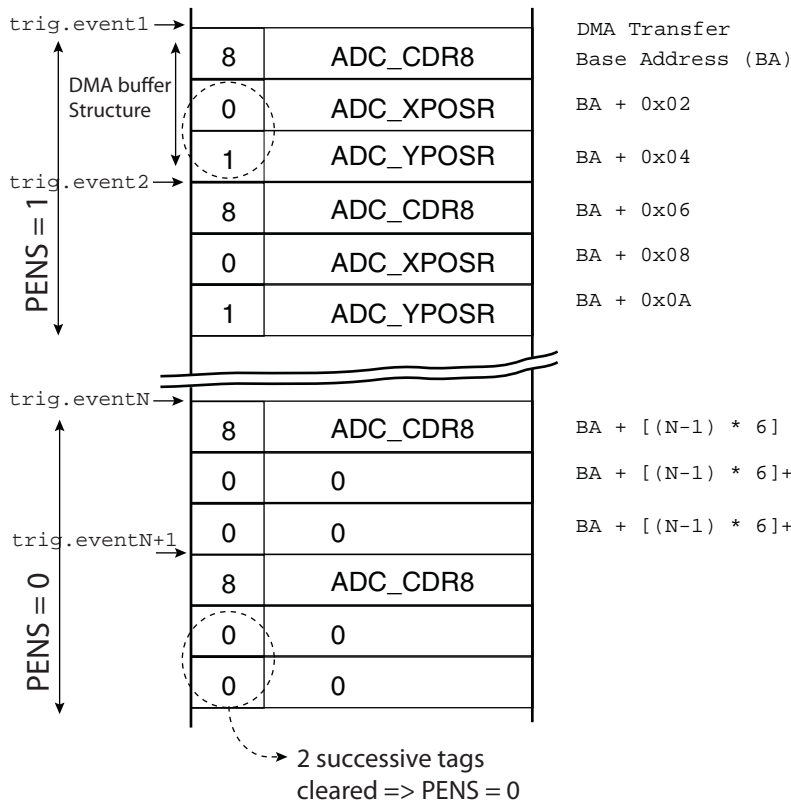 trig.event1
DMA Transfer
8 ADC_CDR8 Base Address (BA)
DMA buffer
Structure
0 ADC_XPOSR BA + 0x02
1 ADC_YPOSR BA + 0x04
trig.event2
8 ADC_CDR8 BA + 0x06
PENS = 1
0 ADC_XPOSR BA + 0x08
1 ADC_YPOSR BA + 0x0A
trig.eventN
8 ADC_CDR8 BA + [(N-1) * 6]
0 0 BA + [(N-1) * 6]+
0 0 BA + [(N-1) * 6]+
trig.eventN+1
8 ADC_CDR8
PENS = 0
0 0
0 0
2 successive tags
cleared => PENS = 0